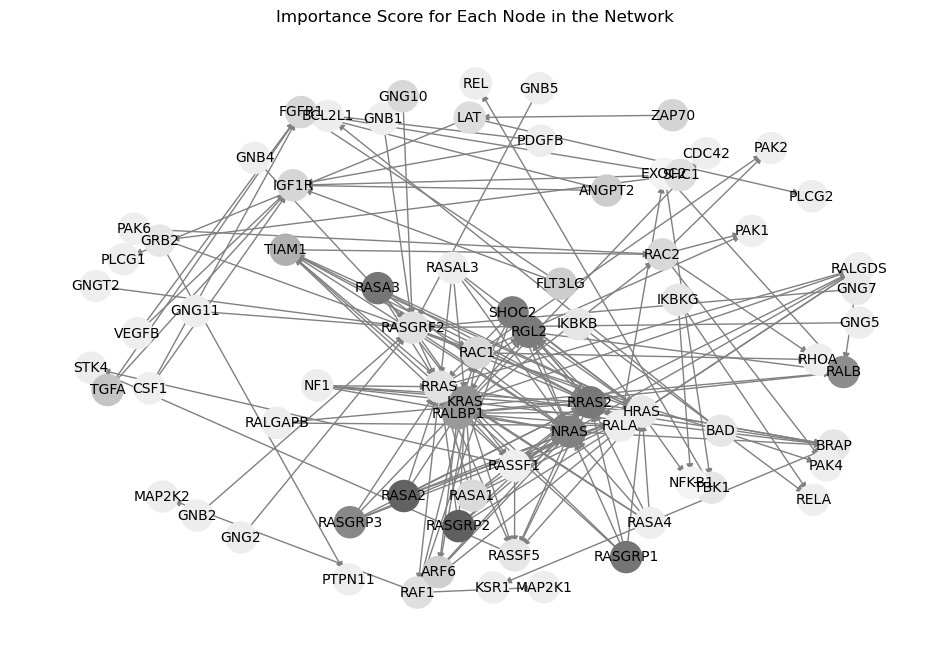 Importance Score for Each Node in the Network
REL
GNB5
GNG10
FGFR1
BCL2L1
GNB1
LAT
ZAP70
PDGFB
CDC42
PAK2
GNB4
EXOC2
SHC1
IGF1R
ANGPT2
PLCG2
PAK6
GRB2
PAK1
PLCG1
TIAM1
RAC2
RASAL3
RALGDS
GNGT2
RASA3
FLT3LG
GNG7
IKBKG
GNG11
SHOC2
VEGFB
RASGRF2
RGL2
IKBKB
GNG5
RAC1
RHOA
STK4
RALB
TGFA
CSF1
NF1
RRAS
KRAS
RRAS2
RALBP1
HRAS
RALGAPB
RALA
NRAS
BAD
BRAP
RASSF1
PAK4
MAP2K2
RASA2
RASA1
NFKB1
TBK1
RELA
GNB2
RASGRP3
RASGRP2
RASA4
GNG2
RASSF5
RASGRP1
PTPN11
ARF6
RAF1
KSR1
MAP2K1